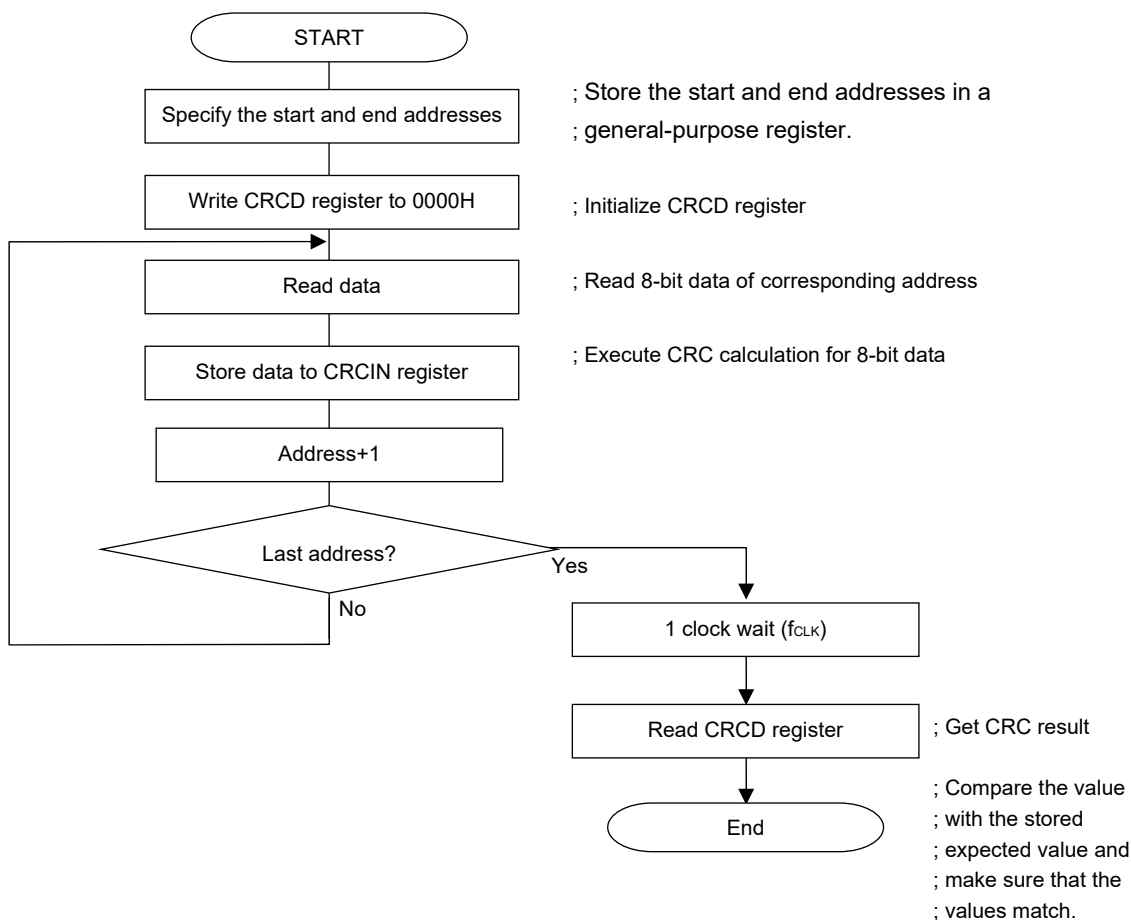 START
Specify the start and end addresses
; Store the start and end addresses in a
; general-purpose register.
Write CRCD register to 0000H
; Initialize CRCD register
Read data
; Read 8-bit data of corresponding address
Store data to CRCIN register
; Execute CRC calculation for 8-bit data
Address+1
Last address?
Yes
No
1 clock wait (fCLK)
Read CRCD register
; Get CRC result
End
; Compare the value
; with the stored
; expected value and
; make sure that the
; values match.